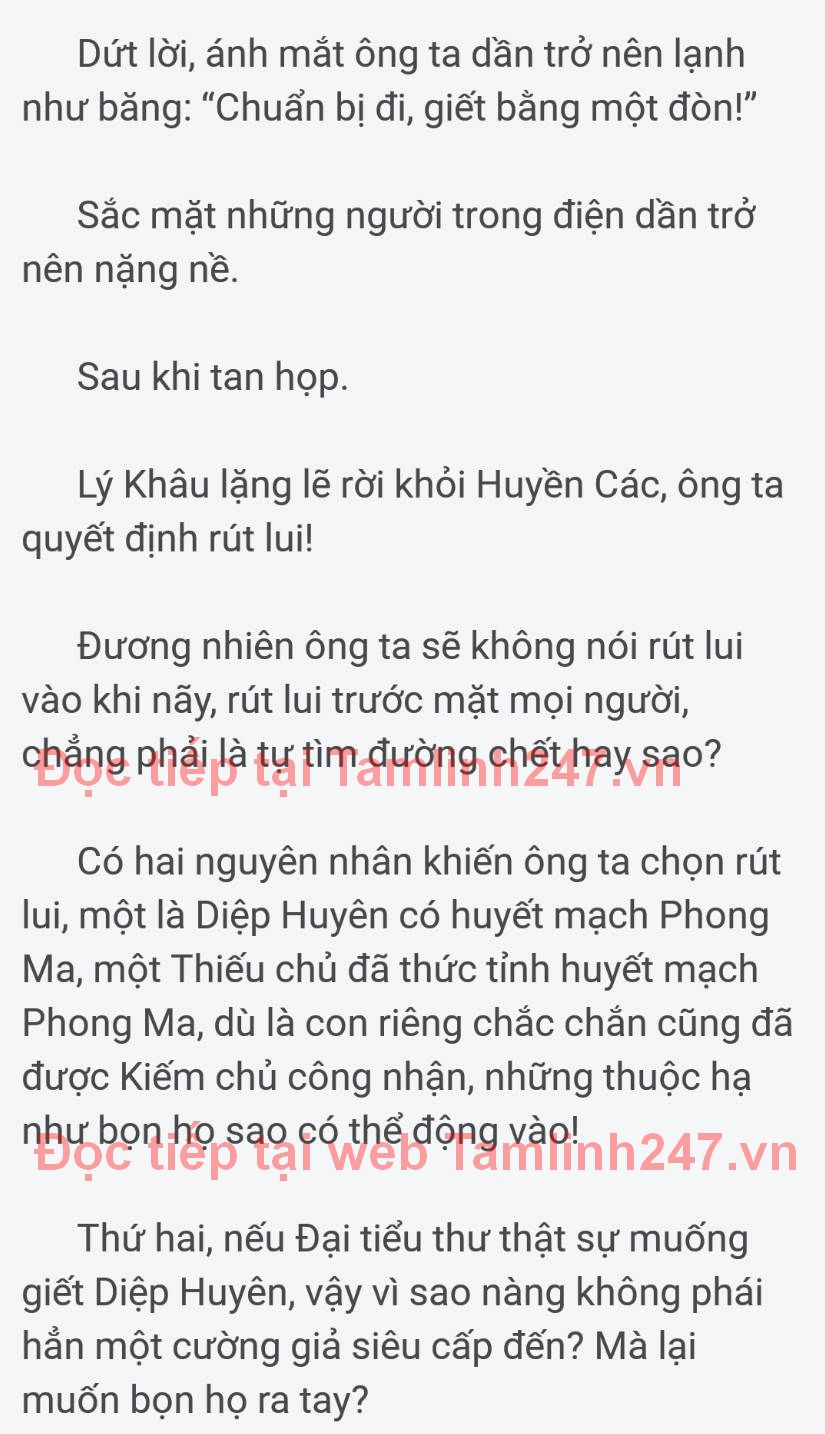 Dứt lời, ánh mắt ông ta dần trở nên lạnh
như băng: “Chuẩn bị đi, giết bằng một đòn!”
Sắc mặt những người trong điện dần trở
nên nặng nề.
Sau khi tan họp.
Lý Khâu lặng lẽ rời khỏi Huyền Các, ông ta
quyết định rút lui!
Đương nhiên ông ta sẽ không nói rút lui
vào khi nãy, rút lui trước mặt mọi người,
chẳng phải là tự tìm đường chết hay sao?
Đọc tiếp tại Tamlinh247.vn
Có hai nguyên nhân khiến ông ta chọn rút
lui, một là Diệp Huyên có huyết mạch Phong
Ma, một Thiếu chủ đã thức tỉnh huyết mạch
Phong Ma, dù là con riêng chắc chắn cũng đã
được Kiếm chủ công nhận, những thuộc hạ
như bọn họ sao có thể động vào!
Đọc tiếp tại web Tamlinh247.vn
Thứ hai, nếu Đại tiểu thư thật sự muống
giết Diệp Huyên, vậy vì sao nàng không phái
hẳn một cường giả siêu cấp đến? Mà lại
muốn bọn họ ra tay?